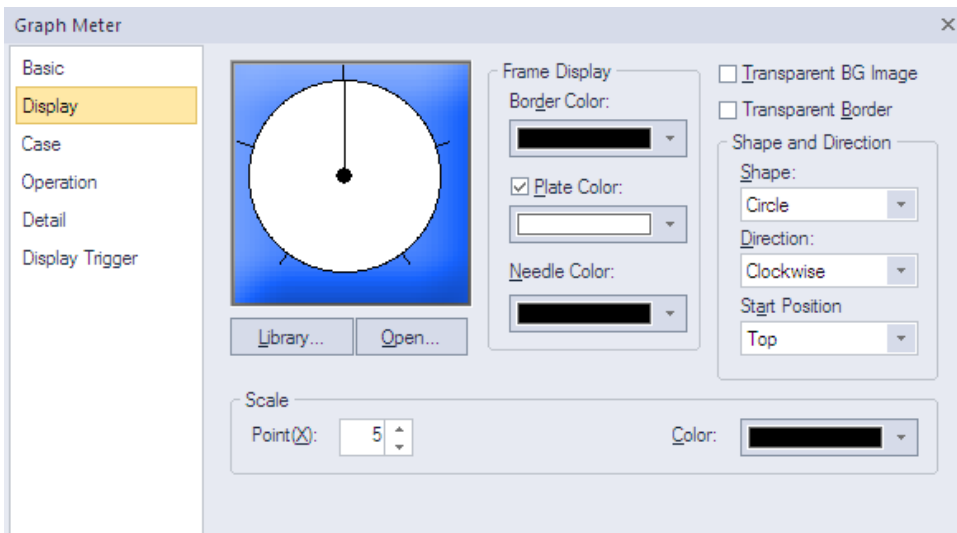 Graph Meter
Basic
Display
Case
Operation
Detail
Display Trigger
Library...
Open...
Frame Display
Border Color:
Plate Color:
Needle Color:
Transparent BG Image
Transparent Border
Shape and Direction
Shape:
Circle
Direction:
Clockwise
Start Position
Top
Scale
Point(X):
5
Color: